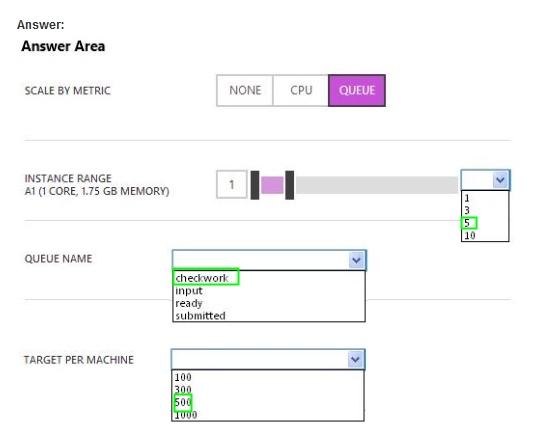 Answer:
Answer Area
SCALE BY METRIC NONE CPU QUEUE
INSTANCE RANGE
A1 (1 CORE, 1.75 GB MEMORY)
1
1
3
5
10
QUEUE NAME
checkwork
input
ready
submitted
TARGET PER MACHINE
100
300
500
1000